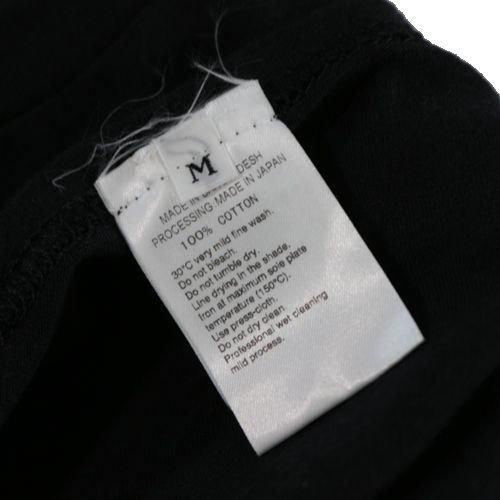 M
MADE IN DESH
PROCESSING:MADE IN JAPAN
100% COTTON
30°C very mild fine wash.
Do not bleach.
Do not tumble dry.
Line drying in the shade.
Iron at maximum sole plate
temperature (150°C).
Use press-cloth.
Do not dry clean
Professional wet cleaning
mild process.